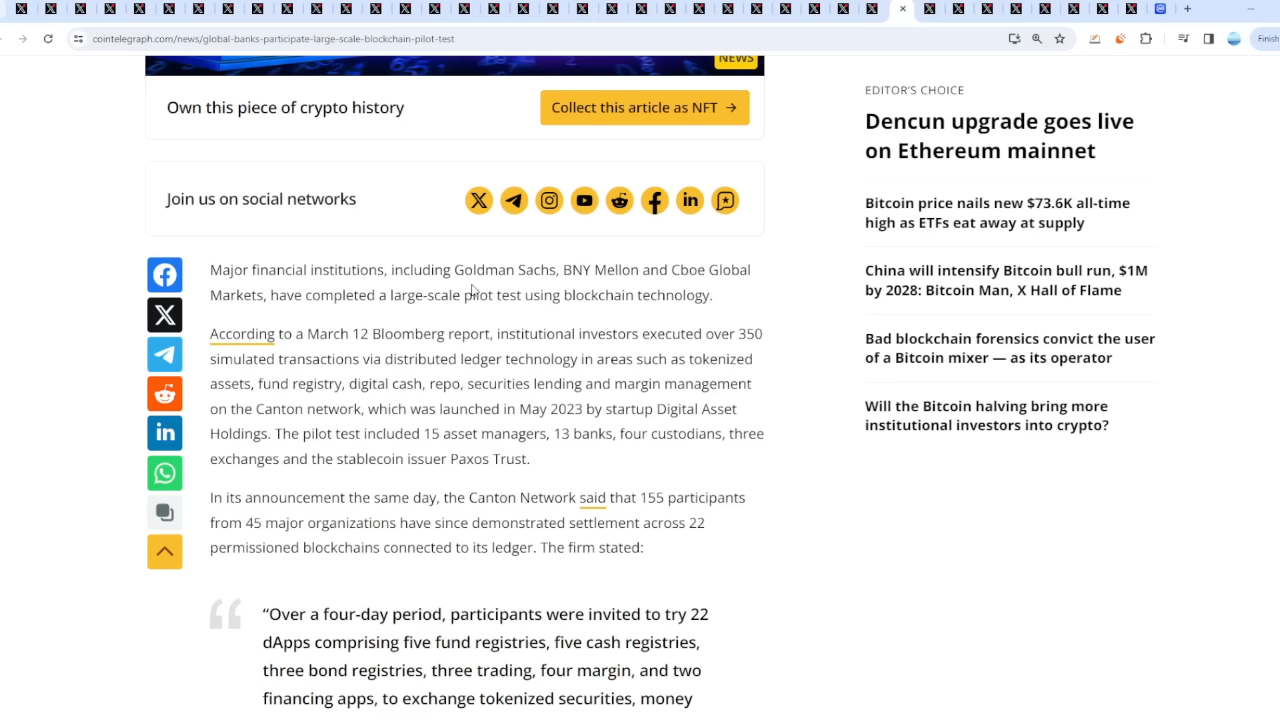 cointelegraph.com/news/global-banks-participate-large-scale-blockchain-pilot-test
Finish
NEWS
Own this piece of crypto history
Collect this article as NFT →
Join us on social networks
Major financial institutions, including Goldman Sachs, BNY Mellon and Cboe Global
Markets, have completed a large-scale pilot test using blockchain technology.
According to a March 12 Bloomberg report, institutional investors executed over 350
simulated transactions via distributed ledger technology in areas such as tokenized
assets, fund registry, digital cash, repo, securities lending and margin management
on the Canton network, which was launched in May 2023 by startup Digital Asset
Holdings. The pilot test included 15 asset managers, 13 banks, four custodians, three
exchanges and the stablecoin issuer Paxos Trust.
In its announcement the same day, the Canton Network said that 155 participants
from 45 major organizations have since demonstrated settlement across 22
permissioned blockchains connected to its ledger. The firm stated:
“Over a four-day period, participants were invited to try 22
dApps comprising five fund registries, five cash registries,
three bond registries, three trading, four margin, and two
financing apps, to exchange tokenized securities, money
EDITOR'S CHOICE
Dencun upgrade goes live
on Ethereum mainnet
Bitcoin price nails new $73.6K all-time
high as ETFs eat away at supply
China will intensify Bitcoin bull run, $1M
by 2028: Bitcoin Man, X Hall of Flame
Bad blockchain forensics convict the user
of a Bitcoin mixer — as its operator
Will the Bitcoin halving bring more
institutional investors into crypto?